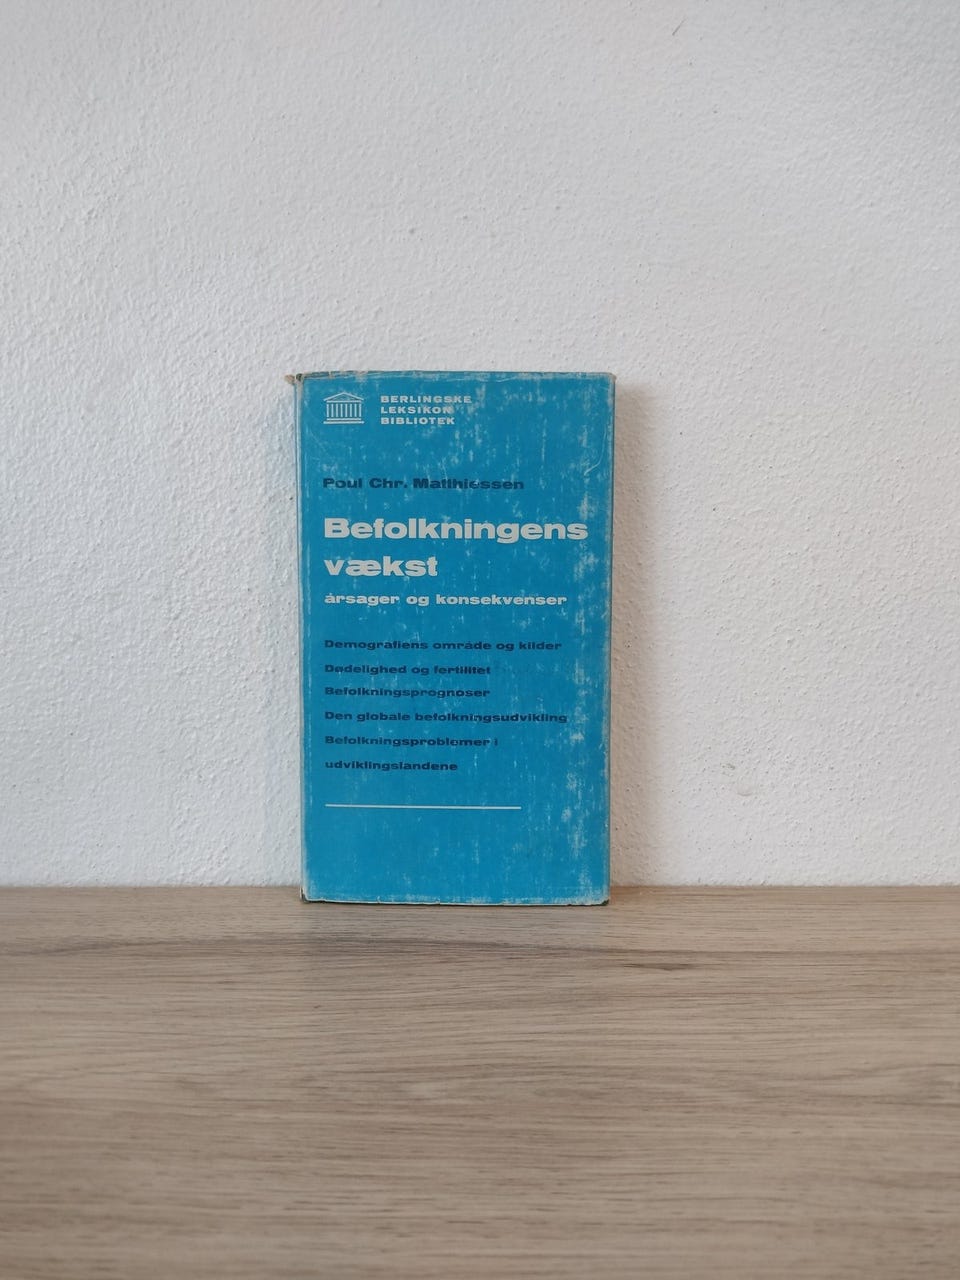 BERLINGSKE
LEKSIKON
BIBLIOTEK
Poul Chr. Matthiessen
Befolkningens
vækst
årsager og konsekvenser
Demografiens område og kilder
Dødelighed og fertilitet
Befolkningsprognoser
Den globale befolkningsudvikling
Befolkningsproblemer i
udviklingslandene